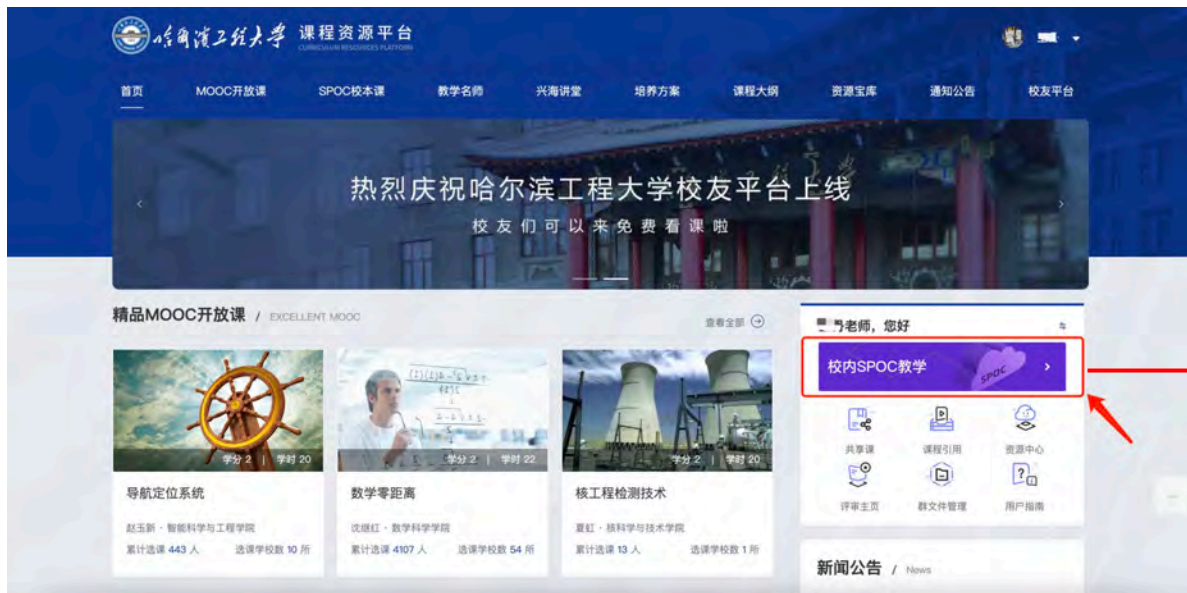 哈尔滨工程大学 课程资源平台
CURRICULUM RESOURCES PLATFORM
首页 MOOC开放课 SPOC校本课 教学名师 兴海讲堂 培养方案 课程大纲 资源宝库 通知公告 校友平台
热烈庆祝哈尔滨工程大学校友平台上线
校友们可以来免费看课啦
精品MOOC开放课 / EXCELLENT MOOC 查看全部
老师，您好
校内SPOC教学
SPOC
共享课 课程引用 资源中心
评审主页 群文件管理 用户指南
学分 2 | 学时 20
导航定位系统
赵玉新 · 智能科学与工程学院
累计选课 443 人 选课学校数 10 所
学分 2 | 学时 22
数学零距离
沈继红 · 数学科学学院
累计选课 4107 人 选课学校数 54 所
学分 2 | 学时 20
核工程检测技术
夏虹 · 核科学与技术学院
累计选课 13 人 选课学校数 1 所
新闻公告 / News